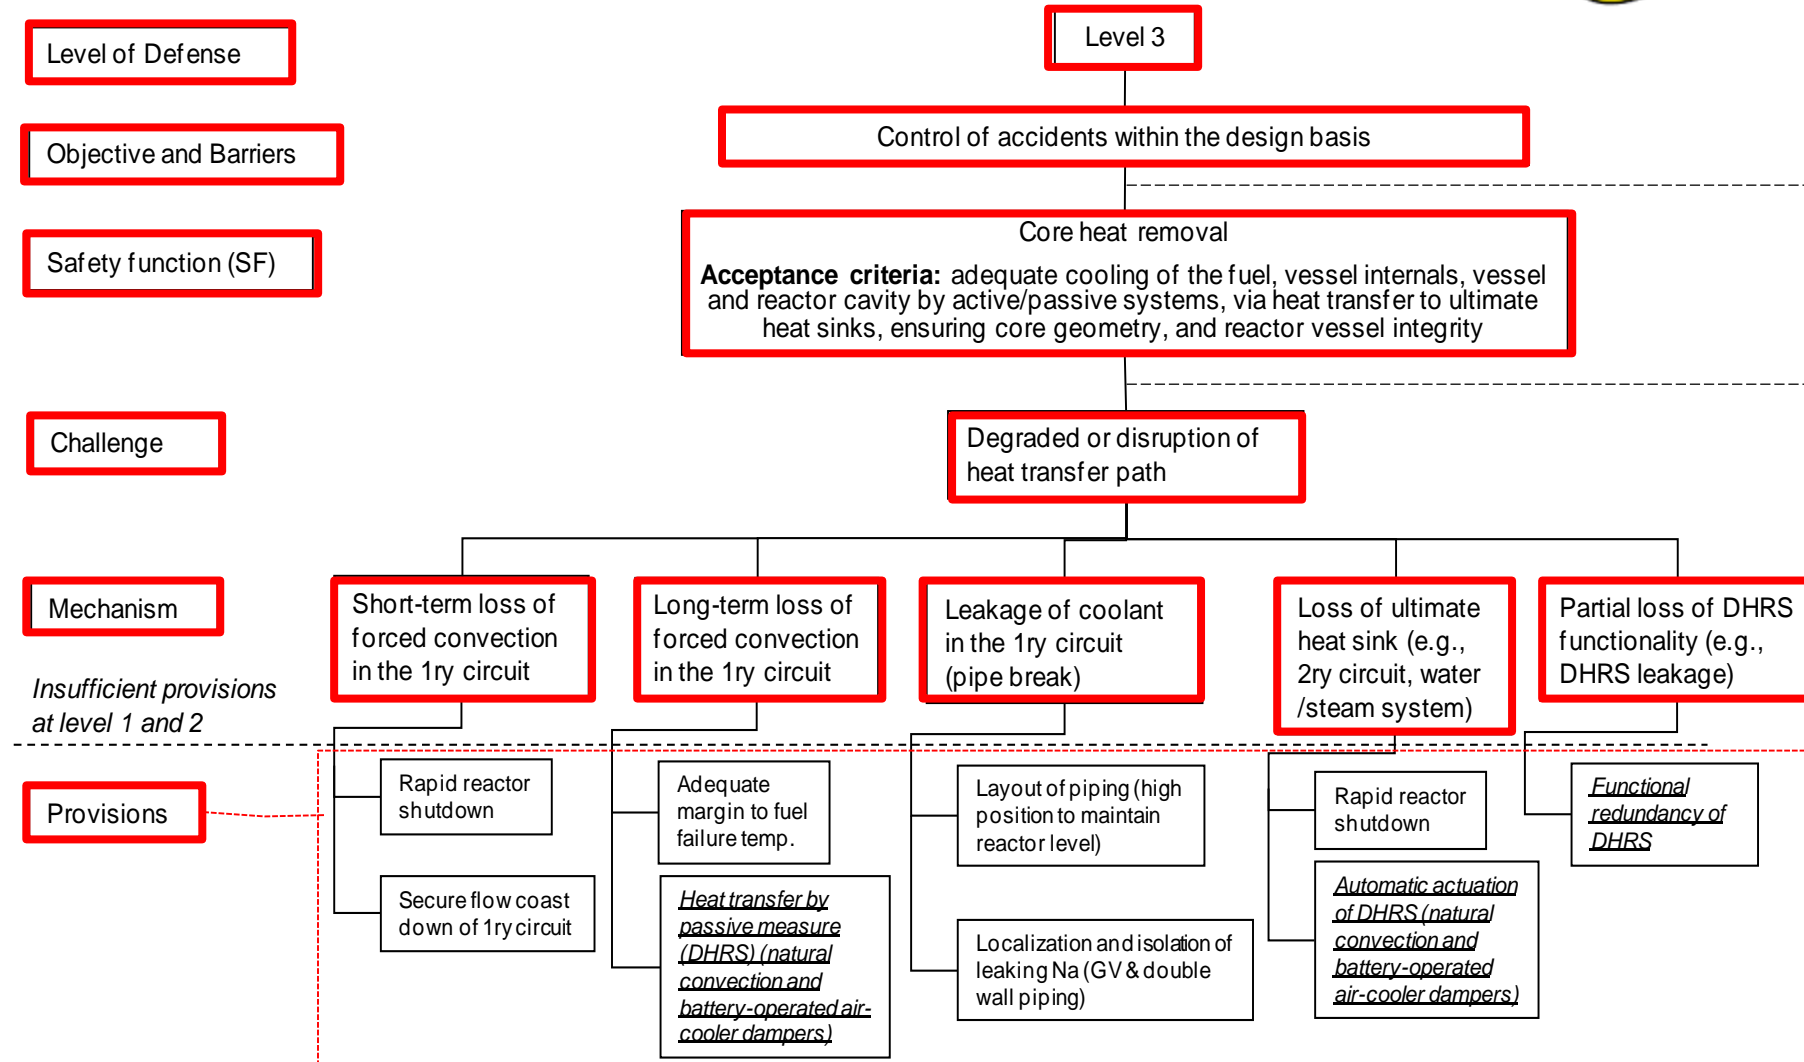 Level of Defense
Level 3
Objective and Barriers
Control of accidents within the design basis
Safety function (SF)
Core heat removal
Acceptance criteria: adequate cooling of the fuel, vessel internals, vessel
and reactor cavity by active/passive systems, via heat transfer to ultimate
heat sinks, ensuring core geometry, and reactor vessel integrity
Challenge
Degraded or disruption of
heat transfer path
Mechanism
Short-term loss of
forced convection
in the 1ry circuit
Long-term loss of
forced convection
in the 1ry circuit
Leakage of coolant
in the 1ry circuit
(pipe break)
Loss of ultimate
heat sink (e.g.,
2ry circuit, water
/steam system)
Partial loss of DHRS
functionality (e.g.,
DHRS leakage)
Insufficient provisions
at level 1 and 2
Provisions
Rapid reactor
shutdown
Secure flow coast
down of 1ry circuit
Adequate
margin to fuel
failure temp.
Heat transfer by
passive measure
(DHRS) (natural
convection and
battery-operated air-
cooler dampers)
Layout of piping (high
position to maintain
reactor level)
Localization and isolation of
leaking Na (GV & double
wall piping)
Rapid reactor
shutdown
Automatic actuation
of DHRS (natural
convection and
battery-operated
air-cooler dampers)
Functional
redundancy of
DHRS